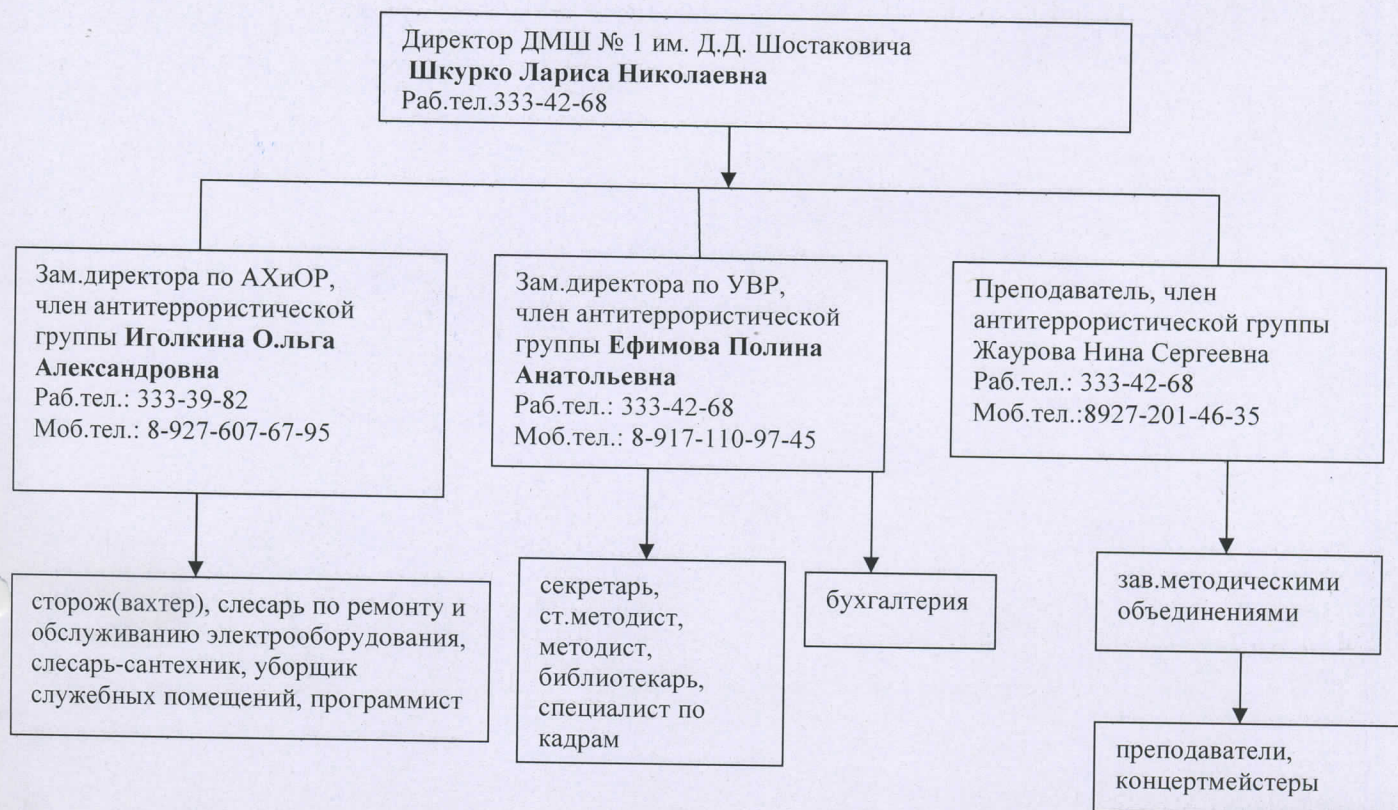 Директор ДМШ № 1 им. Д.Д. Шостаковича
Шкурко Лариса Николаевна
Раб.тел.333-42-68
Зам.директора по АХиОР,
член антитеррористической
группы Иголкина О.льга
Александровна
Раб.тел.: 333-39-82
Моб.тел.: 8-927-607-67-95
Зам.директора по УВР,
член антитеррористической
группы Ефимова Полина
Анатольевна
Раб.тел.: 333-42-68
Моб.тел.: 8-917-110-97-45
Преподаватель, член
антитеррористической группы
Жаурова Нина Сергеевна
Раб.тел.: 333-42-68
Моб.тел.:8927-201-46-35
сторож(вахтер), слесарь по ремонту и
обслуживанию электрооборудования,
слесарь-сантехник, уборщик
служебных помещений, программист
секретарь,
ст.методист,
методист,
библиотекарь,
специалист по
кадрам
бухгалтерия
зав.методическими
объединениями
преподаватели,
концертмейстеры